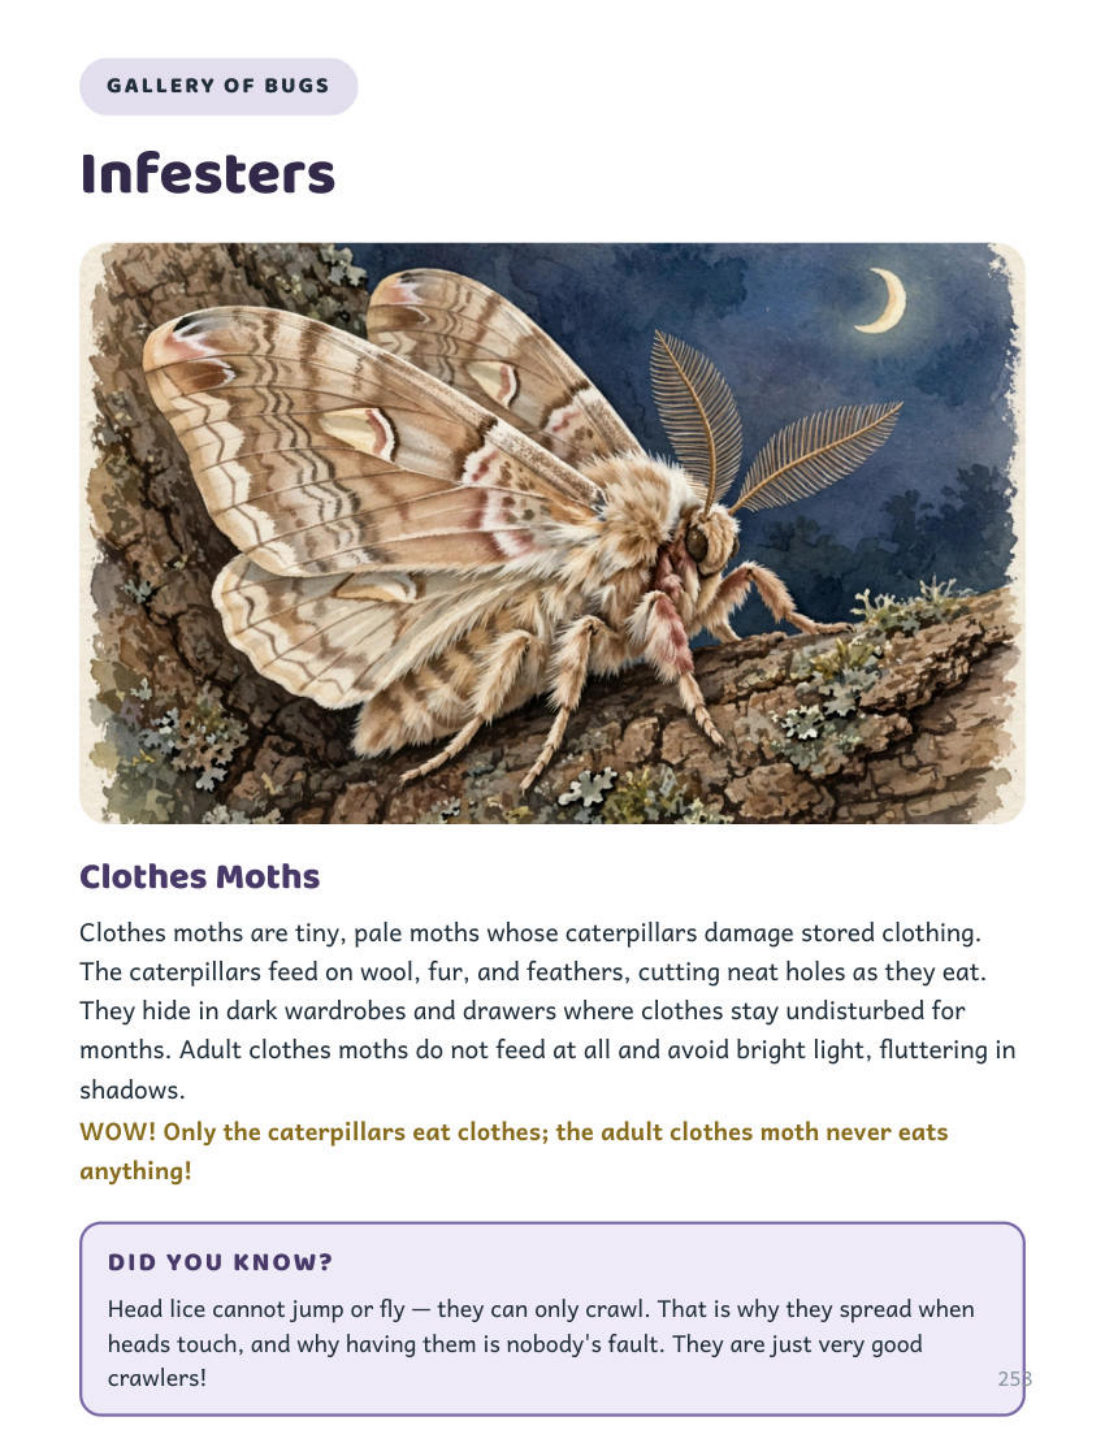 GALLERY OF BUGS
Infesters
Clothes Moths
Clothes moths are tiny, pale moths whose caterpillars damage stored clothing.
The caterpillars feed on wool, fur, and feathers, cutting neat holes as they eat.
They hide in dark wardrobes and drawers where clothes stay undisturbed for
months. Adult clothes moths do not feed at all and avoid bright light, fluttering in
shadows.
WOW! Only the caterpillars eat clothes; the adult clothes moth never eats
anything!
DID YOU KNOW?
Head lice cannot jump or fly — they can only crawl. That is why they spread when
heads touch, and why having them is nobody's fault. They are just very good
crawlers!
253